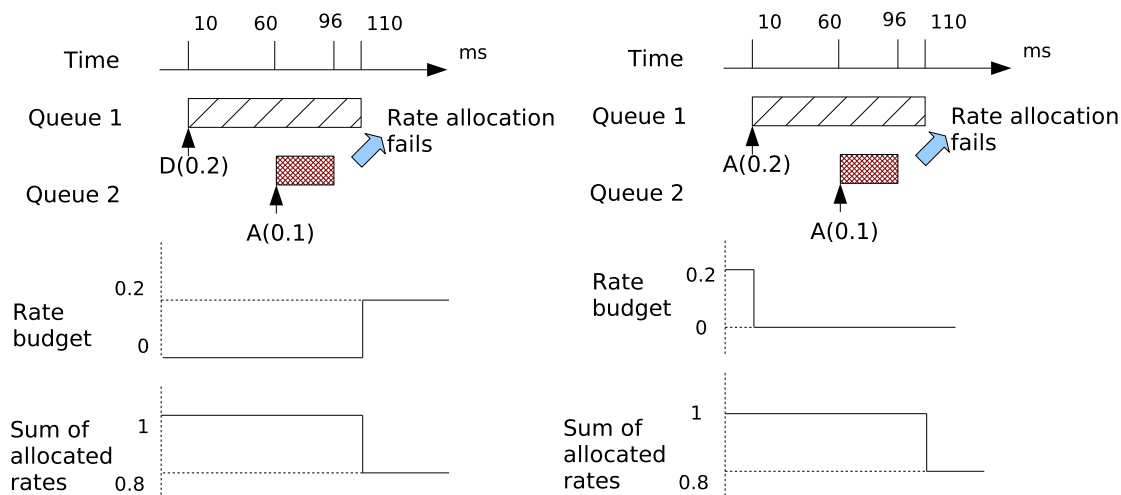 10 60 96 110
Time ms
Queue 1
Rate allocation
fails
D(0.2)
Queue 2
A(0.1)
Rate
budget
0.2
0
Sum of
allocated
rates
1
0.8
10 60 96 110
Time ms
Queue 1
Rate allocation
fails
A(0.2)
Queue 2
A(0.1)
Rate
budget
0.2
0
Sum of
allocated
rates
1
0.8